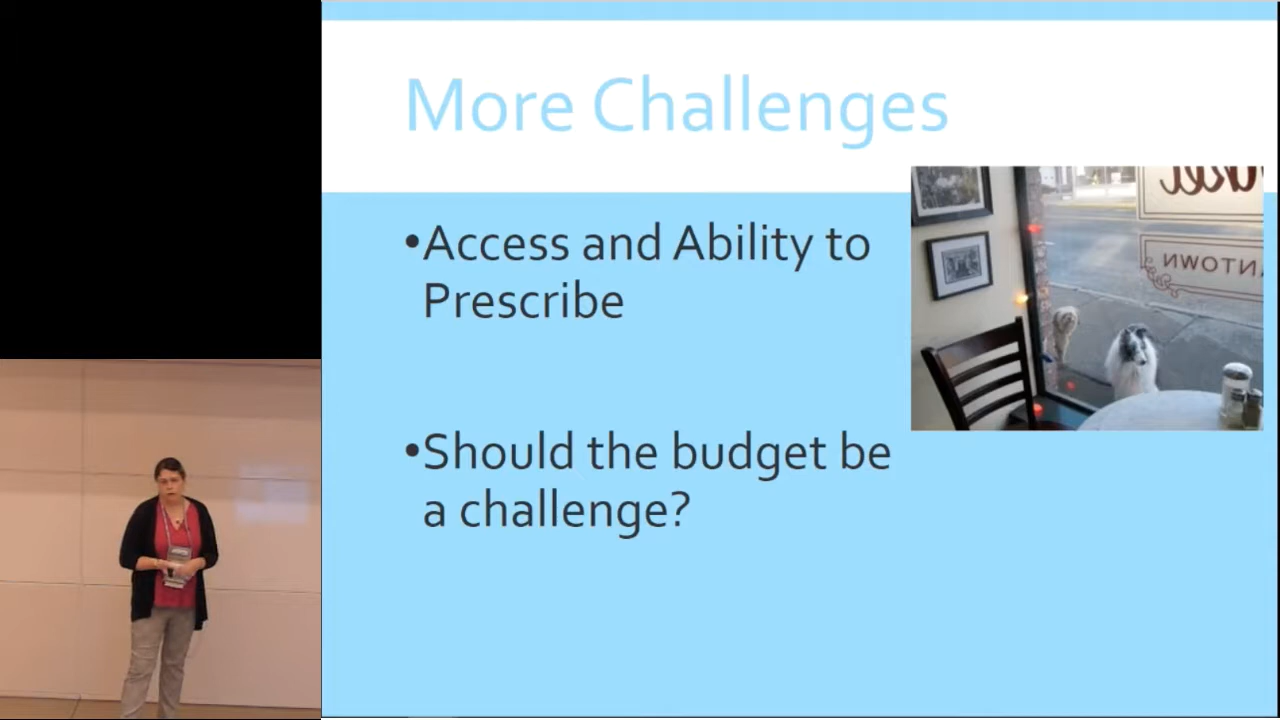 More Challenges
•Access and Ability to
Prescribe
•Should the budget be
a challenge?